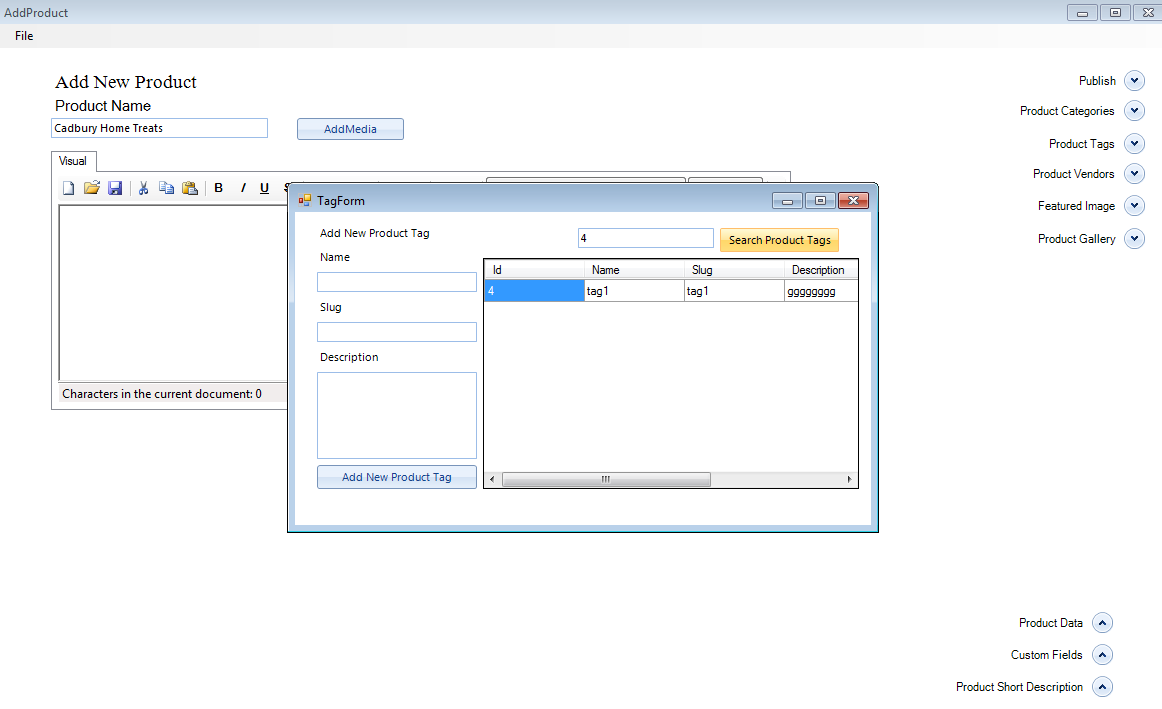 AddProduct
File
Add New Product
Product Name
Cadbury Home Treats
AddMedia
Visual
B I U
Characters in the current document: 0
TagForm
Add New Product Tag
4
Search Product Tags
Name
Slug
Description
Add New Product Tag
Id Name Slug Description
4 tag1 tag1 gggggggg
Publish
Product Categories
Product Tags
Product Vendors
Featured Image
Product Gallery
Product Data
Custom Fields
Product Short Description